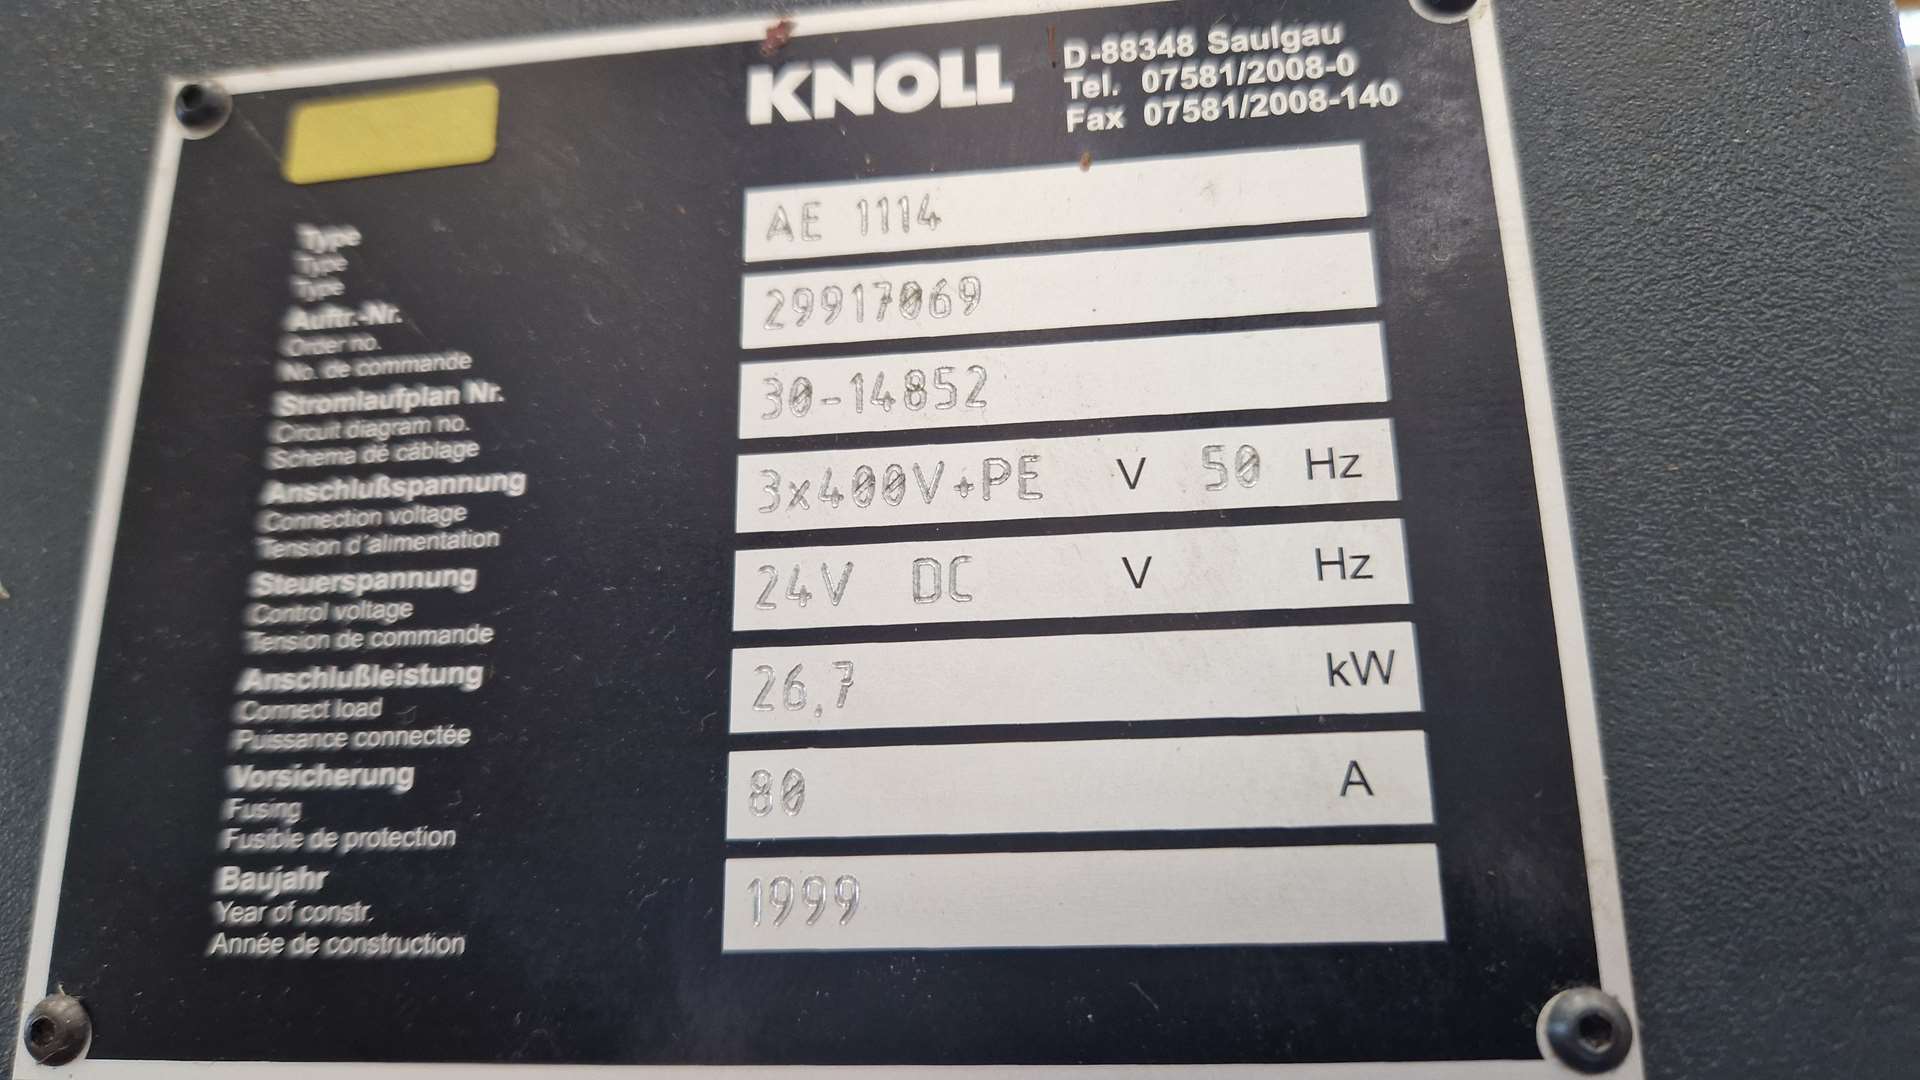 KNOLL
D-88348 Saulgau
Tel. 07581/2008-0
Fax 07581/2008-140
Type
Type
Type
AE 1114
Auftr.-Nr.
Order no.
No. de commande
29917069
Stromlaufplan Nr.
Circuit diagram no.
Schema de câblage
30-14852
Anschlußspannung
Connection voltage
Tension d´alimentation
3x400V+PE V 50 Hz
Steuerspannung
Control voltage
Tension de commande
24V DC V Hz
Anschlußleistung
Connect load
Puissance connectée
26,7 kW
Vorsicherung
Fusing
Fusible de protection
80 A
Baujahr
Year of constr.
Année de construction
1999